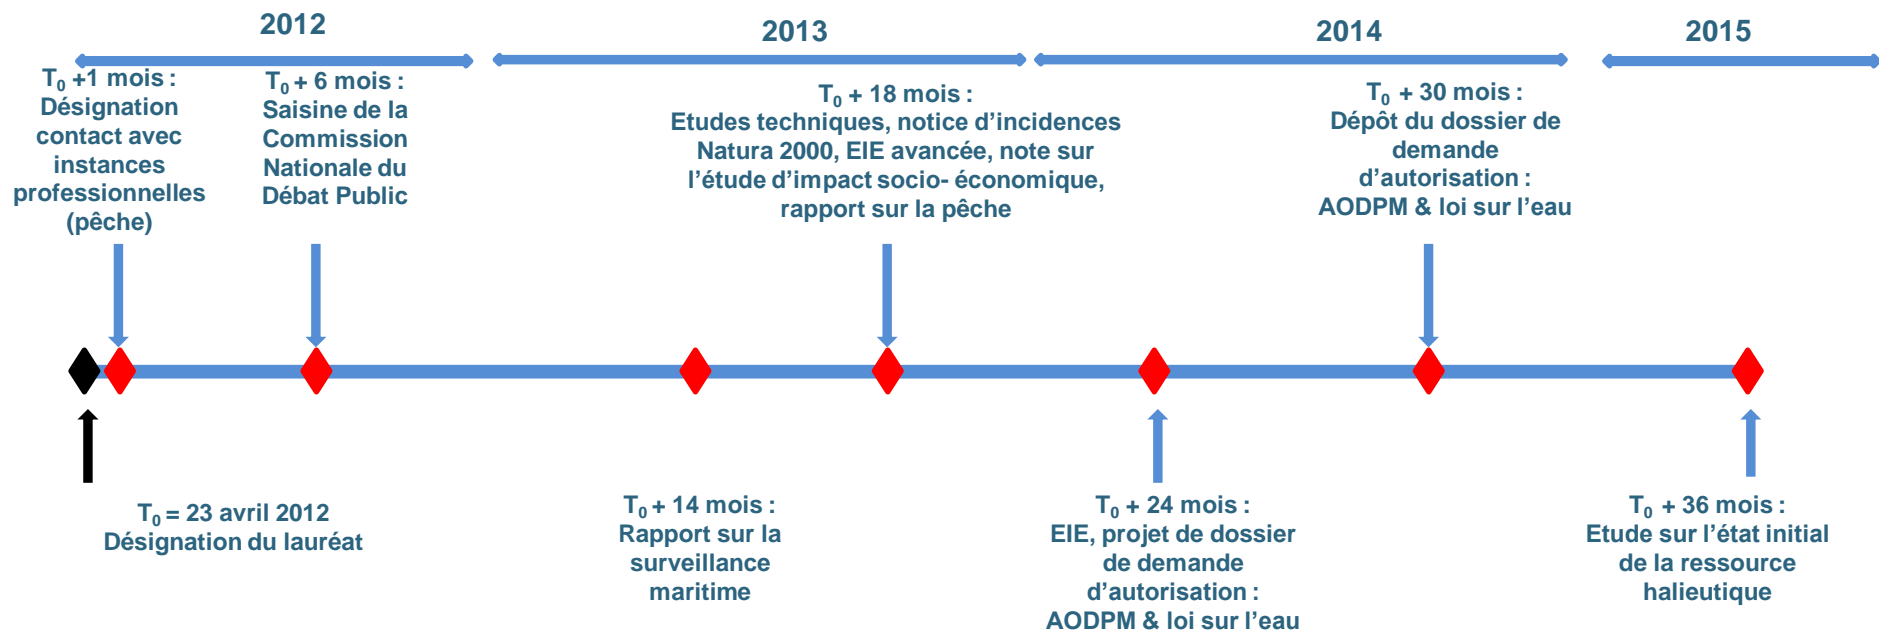 2012
2013
2014
2015
T0 +1 mois :
Désignation
contact avec
instances
professionnelles
(pêche)
T0 + 6 mois :
Saisine de la
Commission
Nationale du
Débat Public
T0 + 18 mois :
Etudes techniques, notice d’incidences
Natura 2000, EIE avancée, note sur
l’étude d’impact socio- économique,
rapport sur la pêche
T0 + 30 mois :
Dépôt du dossier de
demande
d’autorisation :
AODPM & loi sur l’eau
T0 = 23 avril 2012
Désignation du lauréat
T0 + 14 mois :
Rapport sur la
surveillance
maritime
T0 + 24 mois :
EIE, projet de dossier
de demande
d’autorisation :
AODPM & loi sur l’eau
T0 + 36 mois :
Etude sur l’état initial
de la ressource
halieutique